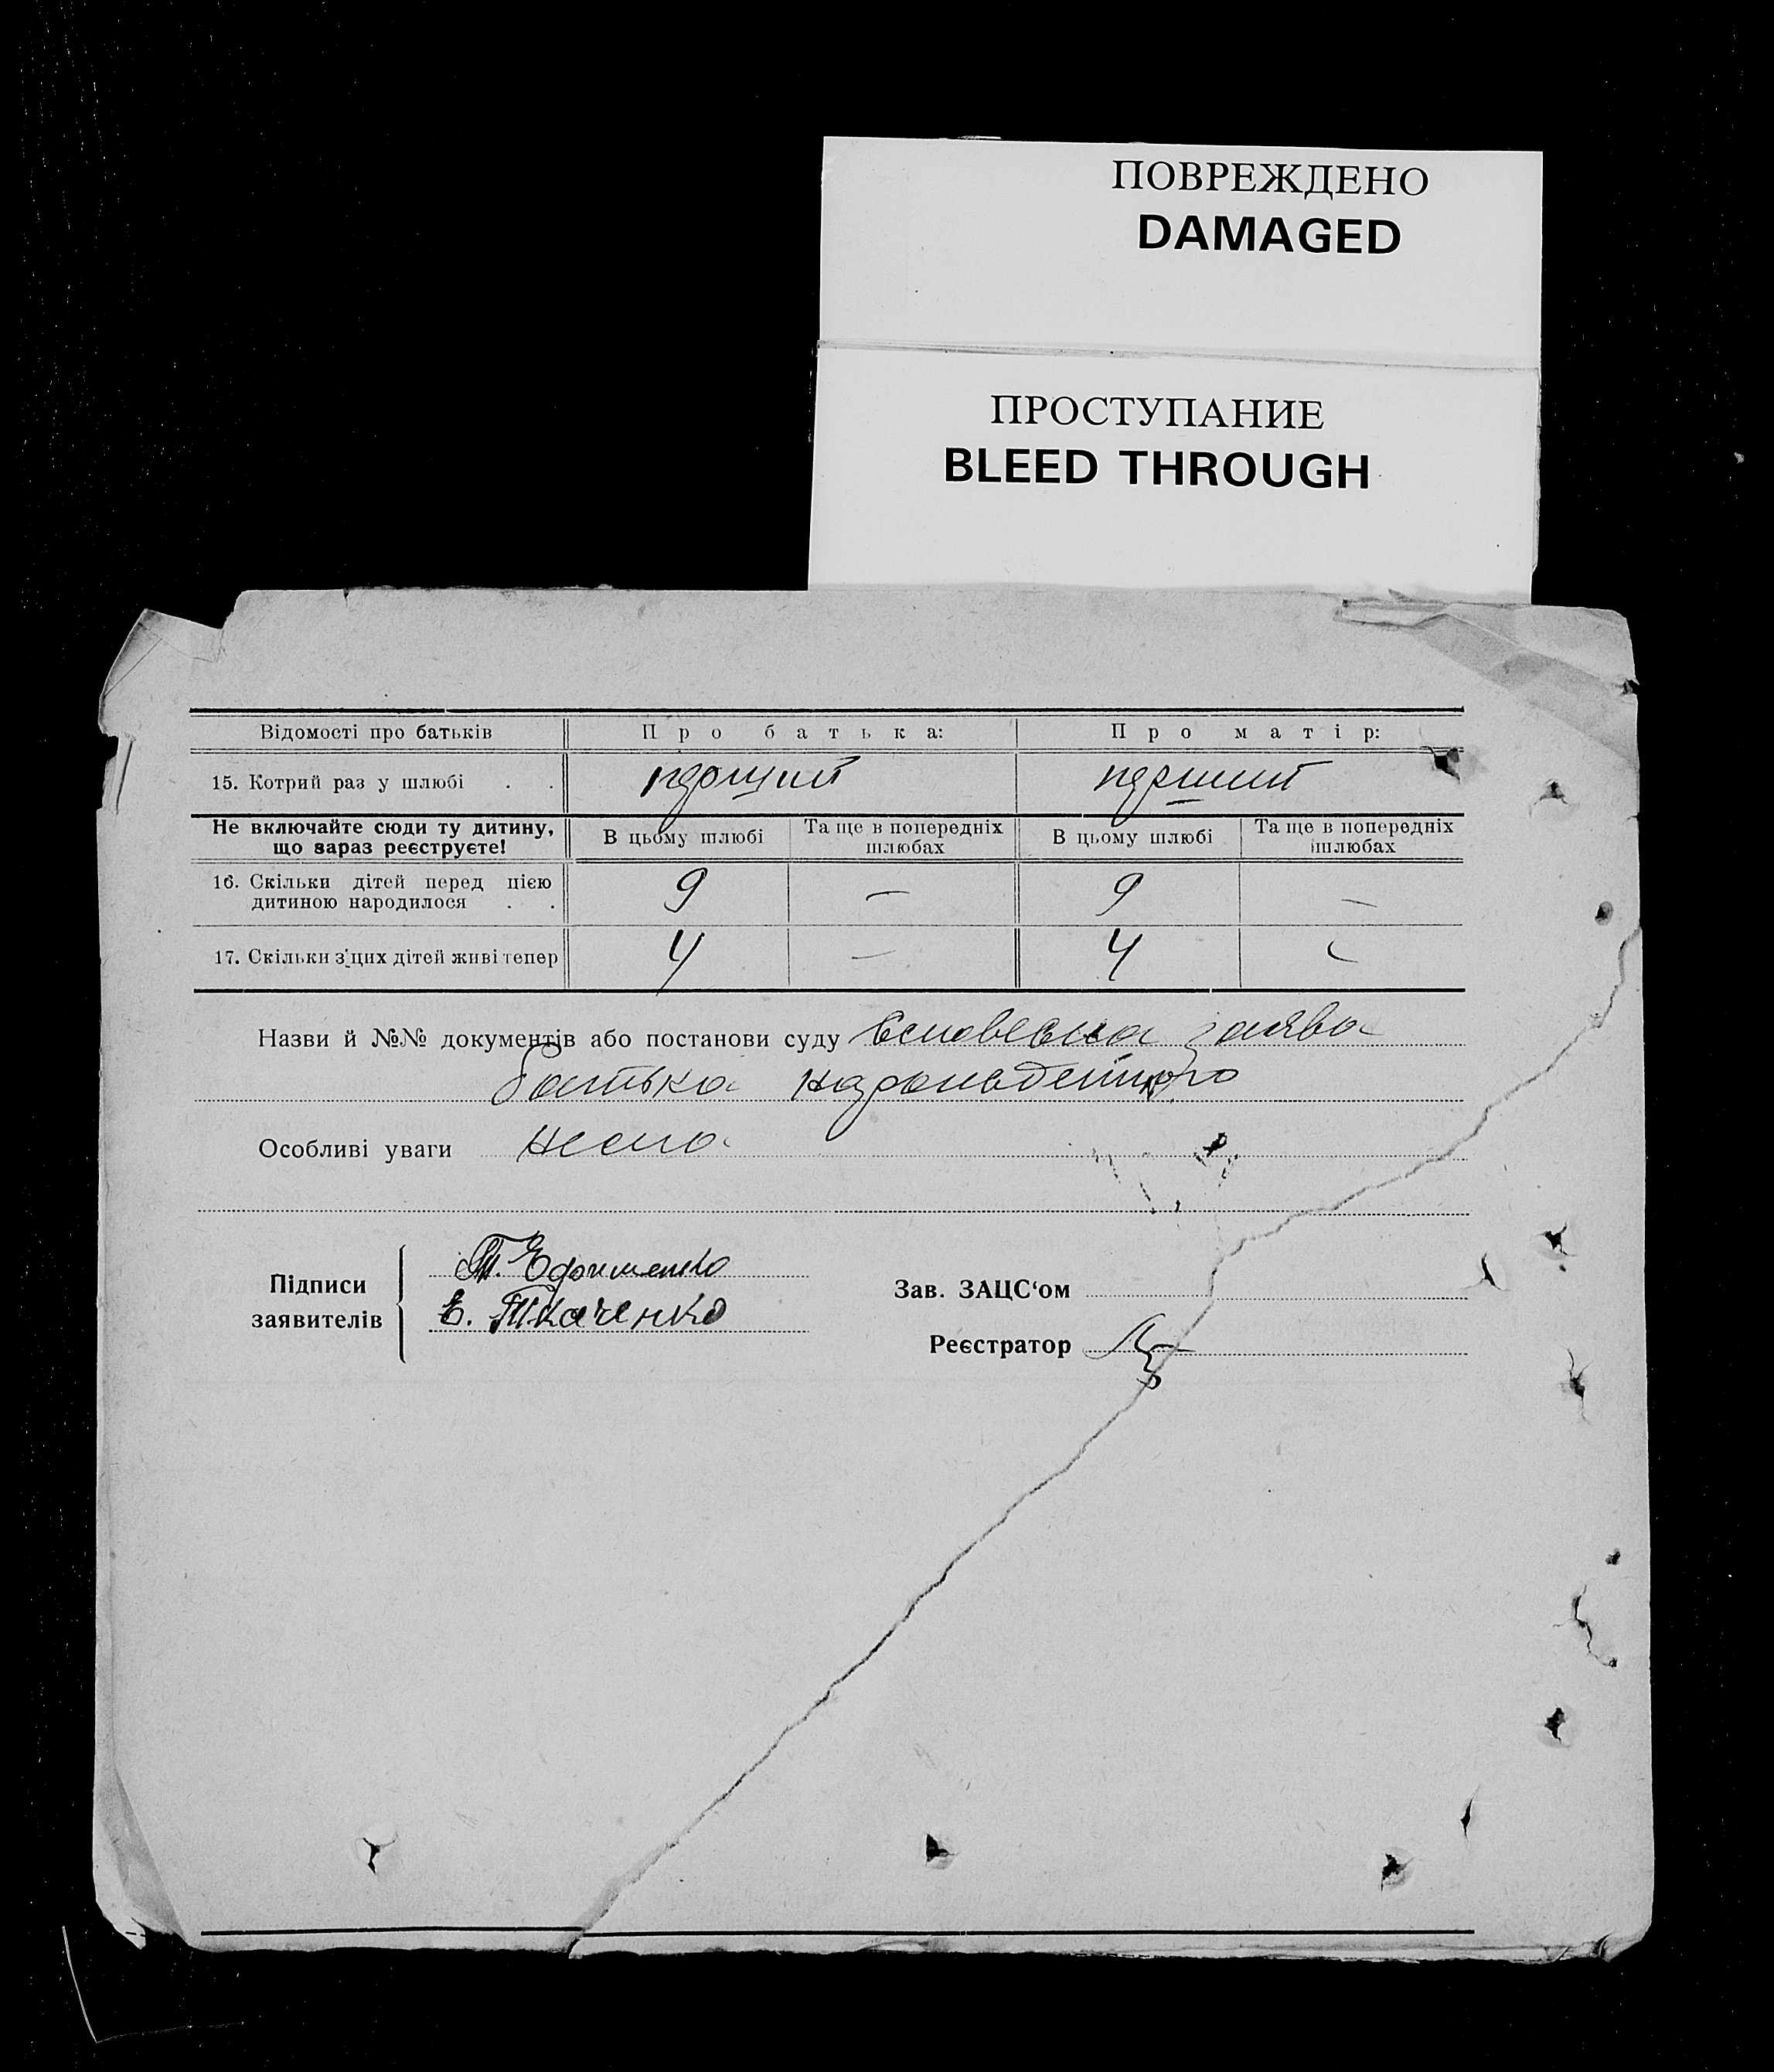 ПОВРЕЖДЕНО
DAMAGED
ПРОСТУПАНИЕ
BLEED THROUGH
Відомості про батьків Про батька: Про матір:
15. Котрий раз у шлюбі . . перший перший
Не включайте сюди ту дитину, що зараз реєструєте! В цьому шлюбі Та ще в попередніх шлюбах В цьому шлюбі Та ще в попередніх шлюбах
16. Скільки дітей перед цією
дитиною народилося . . 9 — 9 —
17. Скільки з цих дітей живі тепер 4 — 4 —
Назви й №№ документів або постанови суду заява
батька
Особливі уваги нема
Підписи
заявителів
Е. Ткаченко
Зав. ЗАЦС'ом
Реєстратор